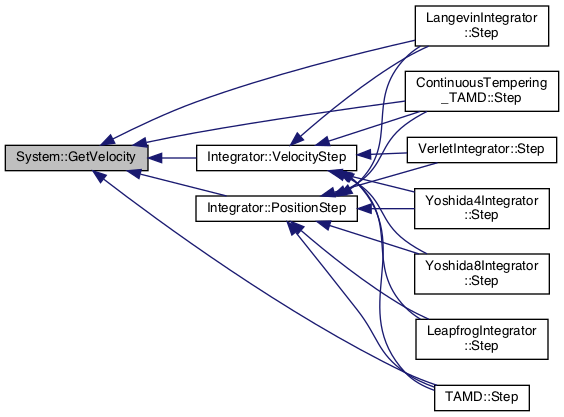 LangevinIntegrator
::Step
ContinuousTempering
_TAMD::Step
System::GetVelocity
Integrator::VelocityStep
VerletIntegrator::Step
Integrator::PositionStep
Yoshida4Integrator
::Step
Yoshida8Integrator
::Step
LeapfrogIntegrator
::Step
TAMD::Step